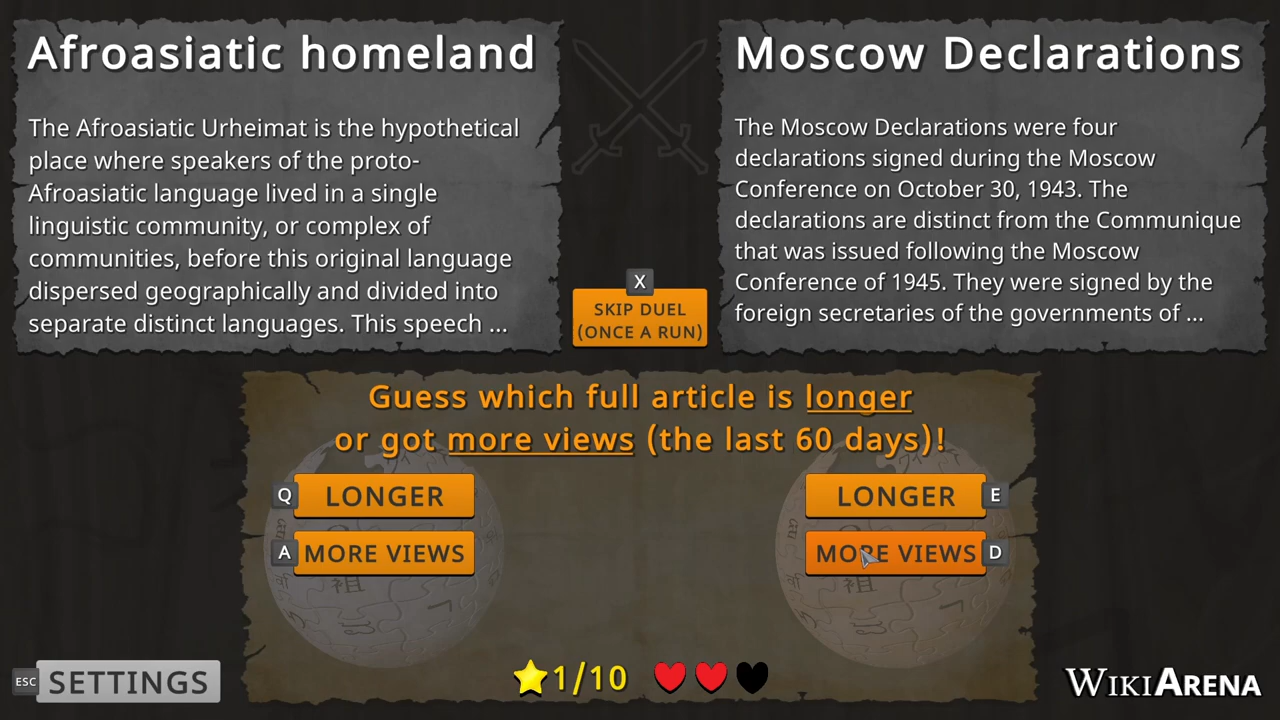 Afroasiatic homeland
The Afroasiatic Urheimat is the hypothetical
place where speakers of the proto-
Afroasiatic language lived in a single
linguistic community, or complex of
communities, before this original language
dispersed geographically and divided into
separate distinct languages. This speech ...
Moscow Declarations
The Moscow Declarations were four
declarations signed during the Moscow
Conference on October 30, 1943. The
declarations are distinct from the Communique
that was issued following the Moscow
Conference of 1945. They were signed by the
foreign secretaries of the governments of ...
X
SKIP DUEL
(ONCE A RUN)
Guess which full article is longer
or got more views (the last 60 days)!
Q LONGER
A MORE VIEWS
LONGER E
MORE VIEWS D
ESC SETTINGS
1/10
WIKIARENA